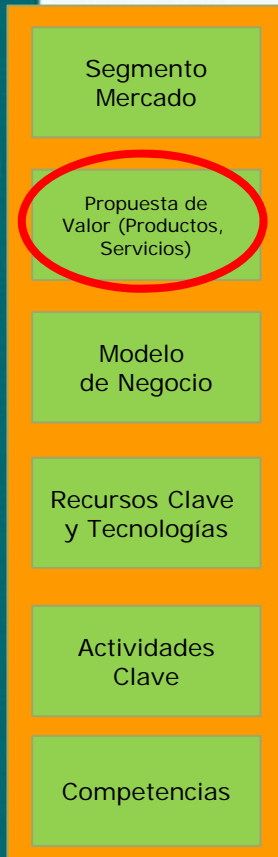 Segmento
Mercado
Propuesta de
Valor (Productos,
Servicios)
Modelo
de Negocio
Recursos Clave
y Tecnologías
Actividades
Clave
Competencias